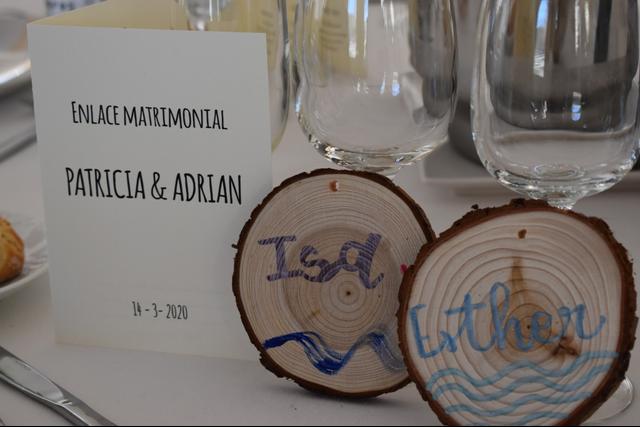 ENLACE MATRIMONIAL
PATRICIA & ADRIAN
14 - 3 - 2020
Isa
Esther